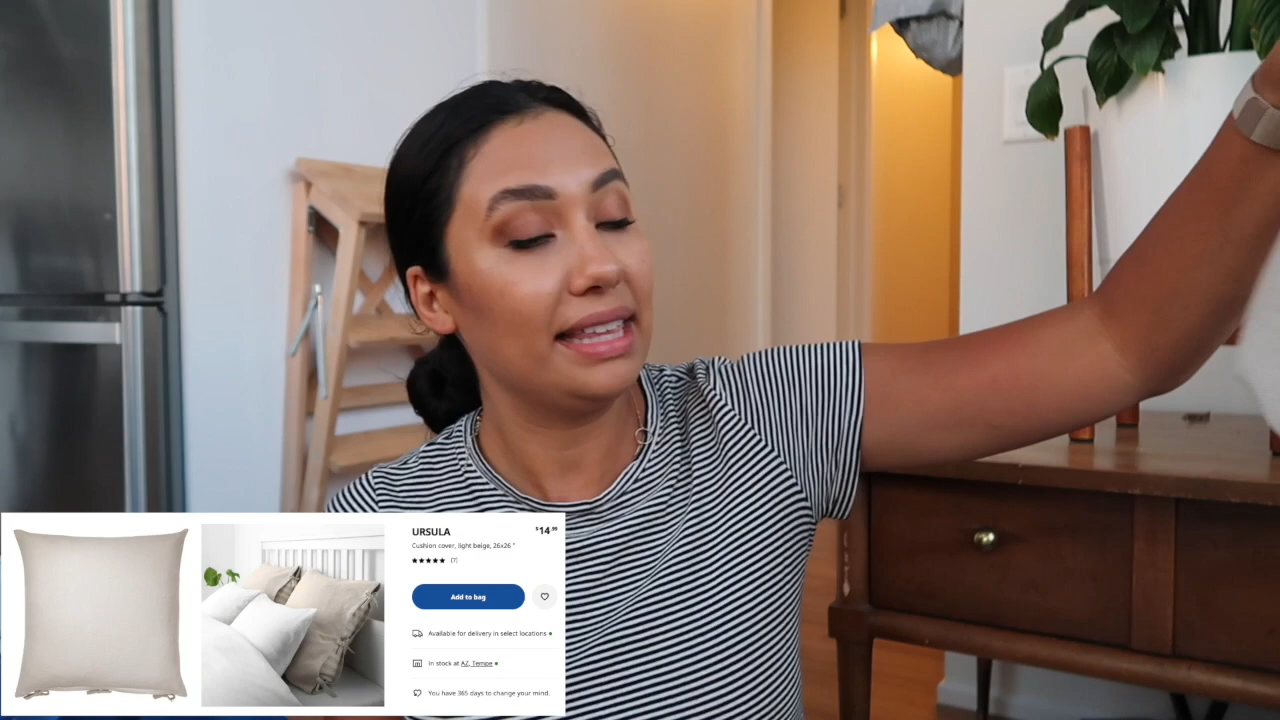 URSULA
$14.99
Cushion cover, light beige, 26x26 "
(7)
Add to bag
Available for delivery in select locations
In stock at AZ, Tempe
You have 365 days to change your mind.